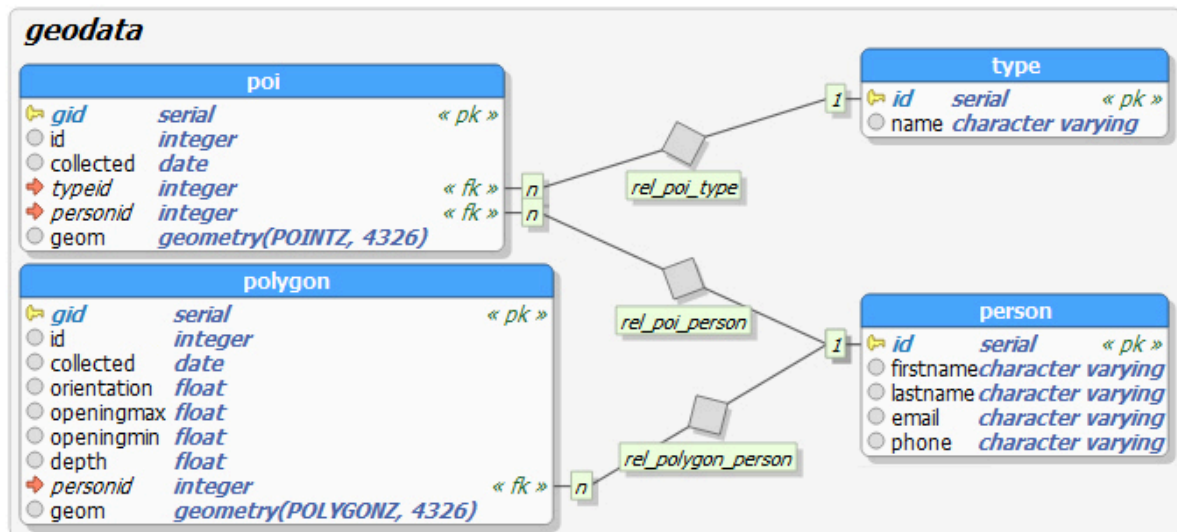 geodata
poi
gid serial « pk »
id integer
collected date
typeid integer « fk » n
personid integer « fk » n
geom geometry(POINTZ, 4326)
type
1 id serial « pk »
name character varying
rel_poi_type
rel_poi_person
polygon
gid serial « pk »
id integer
collected date
orientation float
openingmax float
openingmin float
depth float
personid integer « fk » n
geom geometry(POLYGONZ, 4326)
person
1 id serial « pk »
firstname character varying
lastname character varying
email character varying
phone character varying
rel_polygon_person